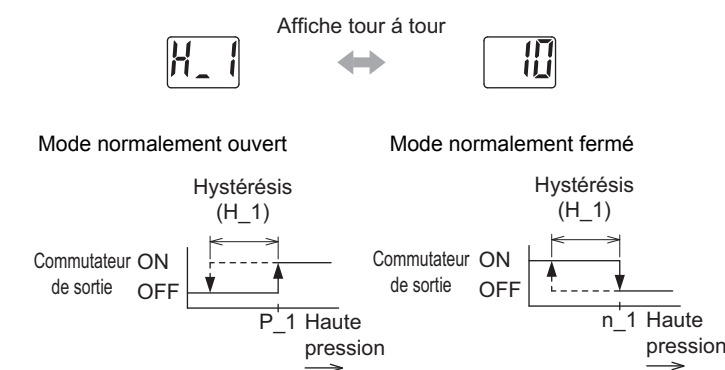 Affiche tour á tour
H_1
10
Mode normalement ouvert
Mode normalement fermé
Hystérésis
(H_1)
Commutateur
de sortie
ON
OFF
P_1
Haute
pression
Hystérésis
(H_1)
Commutateur
de sortie
ON
OFF
n_1
Haute
pression